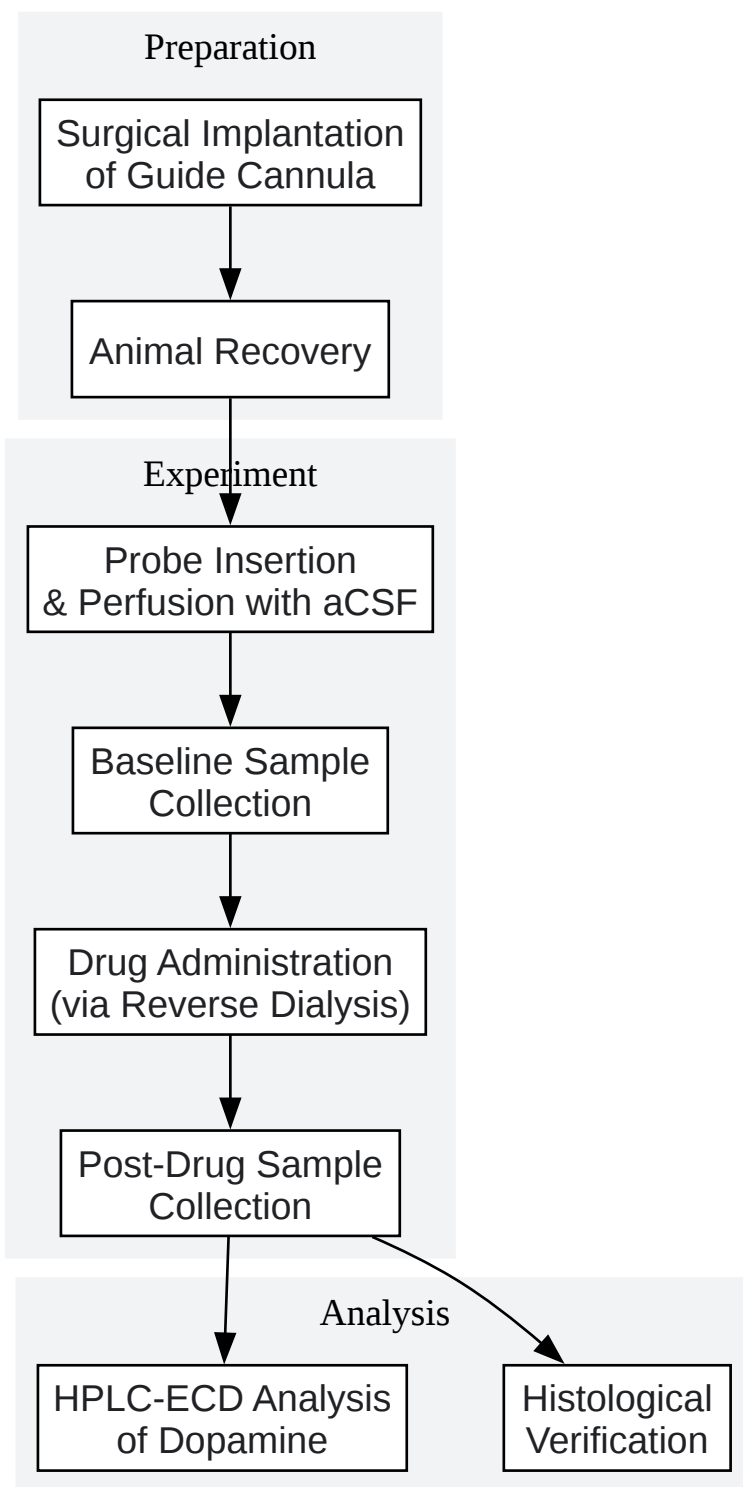 Preparation
Surgical Implantation
of Guide Cannula
Animal Recovery
Experiment
Probe Insertion
& Perfusion with aCSF
Baseline Sample
Collection
Drug Administration
(via Reverse Dialysis)
Post-Drug Sample
Collection
Analysis
HPLC-ECD Analysis
of Dopamine
Histological
Verification